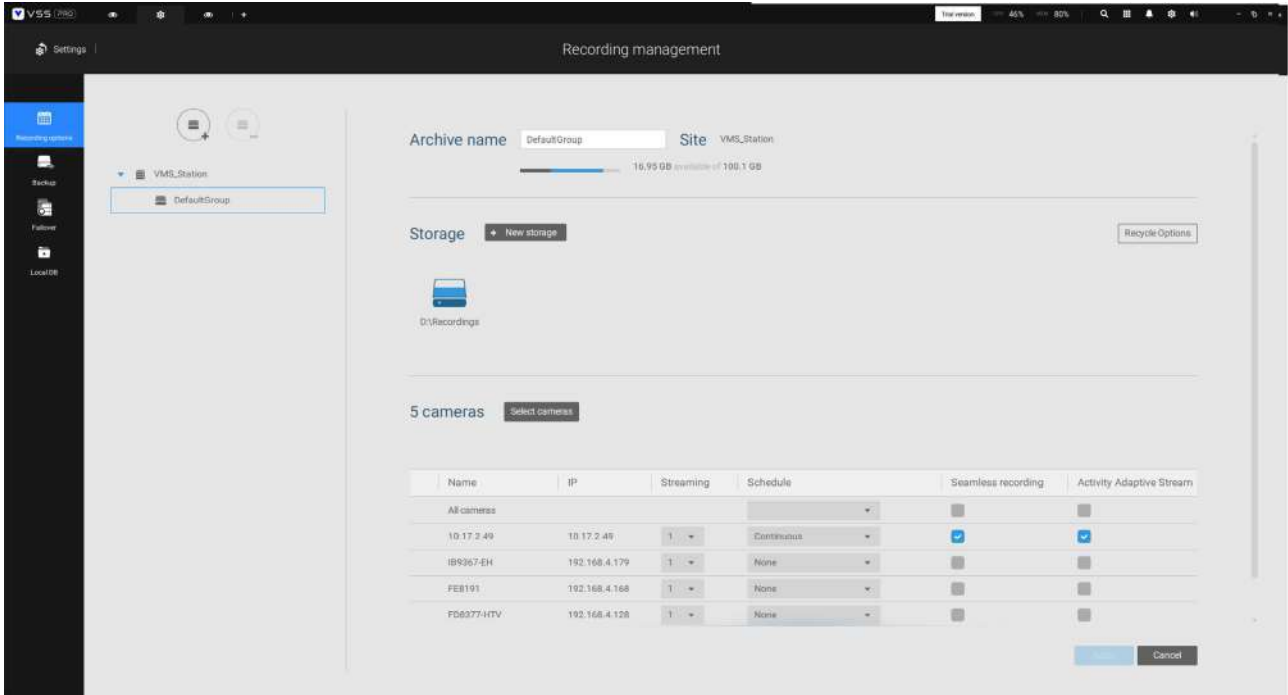 VSS PRO
Trial version 46% 80%
Settings
Recording management
Recording options
Backup
Failover
Local DB
VMS_Station
DefaultGroup
Archive name DefaultGroup Site VMS_Station
16.95 GB available of 100.1 GB
Storage + New storage Recycle Options
D:\Recordings
5 cameras Select cameras
Name IP Streaming Schedule Seamless recording Activity Adaptive Stream
All cameras
10.17.2.49 10.17.2.49 1 Continuous
IB9367-EH 192.168.4.179 1 None
FE8191 192.168.4.168 1 None
FD8377-HTV 192.168.4.128 1 None
Cancel